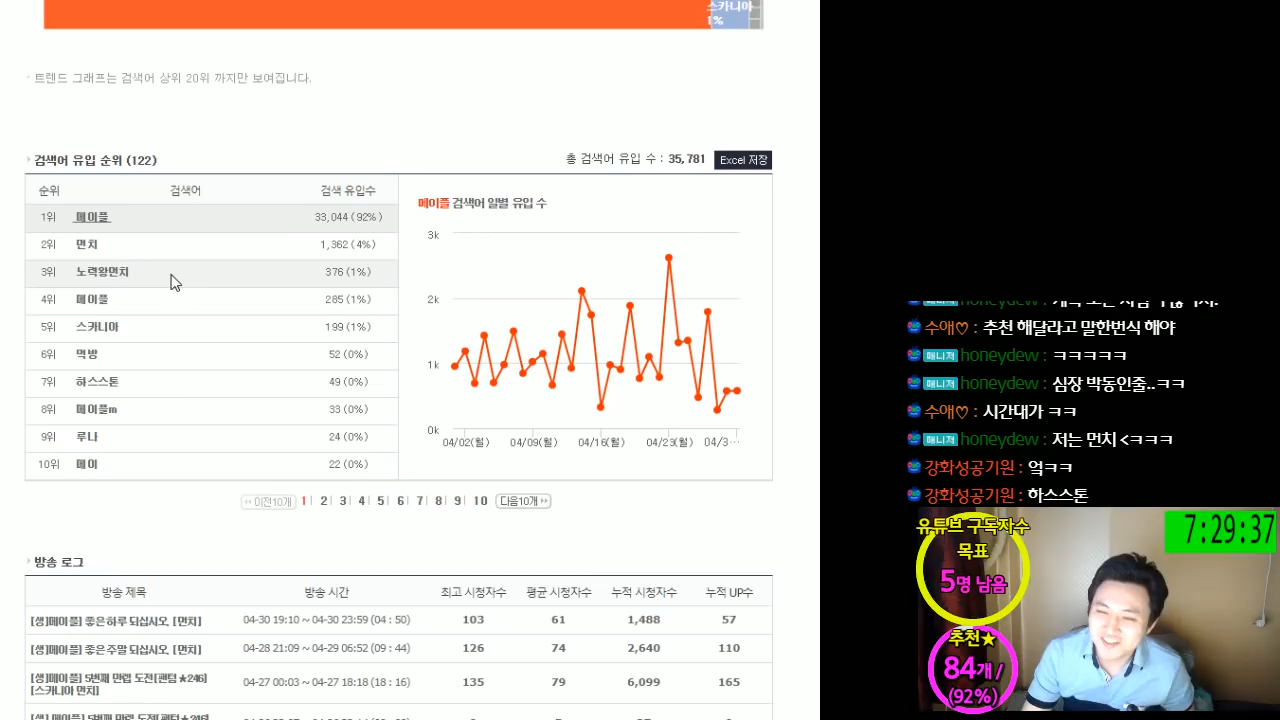 스카니아
1%
· 트렌드 그래프는 검색어 상위 20위 까지만 보여집니다.
검색어 유입 순위 (122)
총 검색어 유입 수 : 35,781
Excel 저장
순위 검색어 검색 유입수
1위 메이플 33,044 (92%)
2위 먼치 1,362 (4%)
3위 노력왕먼치 376 (1%)
4위 메이플 285 (1%)
5위 스카니아 199 (1%)
6위 먹방 52 (0%)
7위 하스스톤 49 (0%)
8위 메이플m 33 (0%)
9위 루나 24 (0%)
10위 메이 22 (0%)
메이플 검색어 일별 유입 수
3k
2k
1k
0k
04/02(월) 04/09(월) 04/16(월) 04/23(월) 04/3···
이전10개 1 2 3 4 5 6 7 8 9 10 다음10개
방송 로그
방송 제목 방송 시간 최고 시청자수 평균 시청자수 누적 시청자수 누적 UP수
[생]메이플] 좋은하루 되십시오, [먼치] 04-30 19:10 ~ 04-30 23:59 (04 : 50) 103 61 1,488 57
[생]메이플] 좋은주말 되십시오, [먼치] 04-28 21:09 ~ 04-29 06:52 (09 : 44) 126 74 2,640 110
[생]메이플] 5번째 만렙 도전[팬텀★246]
[스카니아 먼치]
04-27 00:03 ~ 04-27 18:18 (18 : 16) 135 79 6,099 165
매니저 honeydew :
수애♡ : 추천 해달라고 말한번식 해야
매니저 honeydew : ㅋㅋㅋㅋㅋ
매니저 honeydew : 심장 박동인줄..ㅋㅋ
수애♡ : 시간대가 ㅋㅋ
매니저 honeydew : 저는 먼치 <ㅋㅋㅋ
강화성공기원 : 엌ㅋㅋ
강화성공기원 : 하스스톤
유튜브 구독자수
목표
5명 남음
7:29:37
추천★
84개 /
(92%)